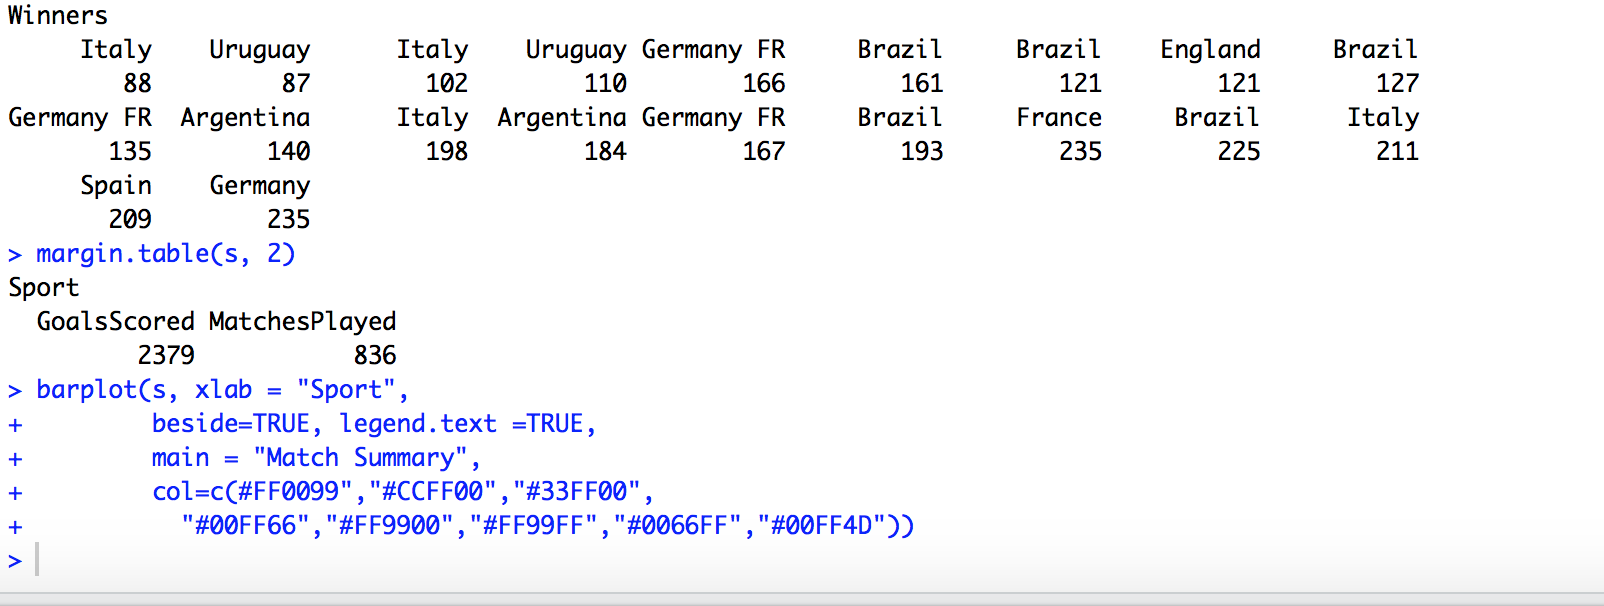 Winners
     Italy    Uruguay      Italy    Uruguay Germany FR     Brazil     Brazil    England     Brazil
        88         87        102        110        166        161        121        121        127
Germany FR  Argentina      Italy  Argentina Germany FR     Brazil     France     Brazil      Italy
       135        140        198        184        167        193        235        225        211
     Spain    Germany
       209        235
> margin.table(s, 2)
Sport
  GoalsScored MatchesPlayed
         2379           836
> barplot(s, xlab = "Sport",
+         beside=TRUE, legend.text =TRUE,
+         main = "Match Summary",
+         col=c(#FF0099","#CCFF00","#33FF00",
+           "#00FF66","#FF9900","#FF99FF","#0066FF","#00FF4D"))
>